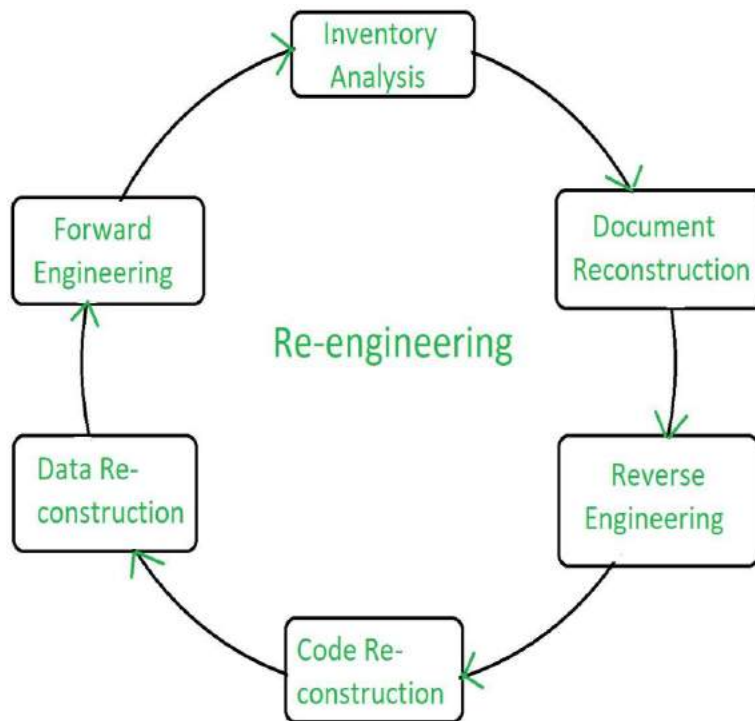 Inventory
Analysis
Document
Reconstruction
Reverse
Engineering
Code Re-
construction
Data Re-
construction
Forward
Engineering
Re-engineering